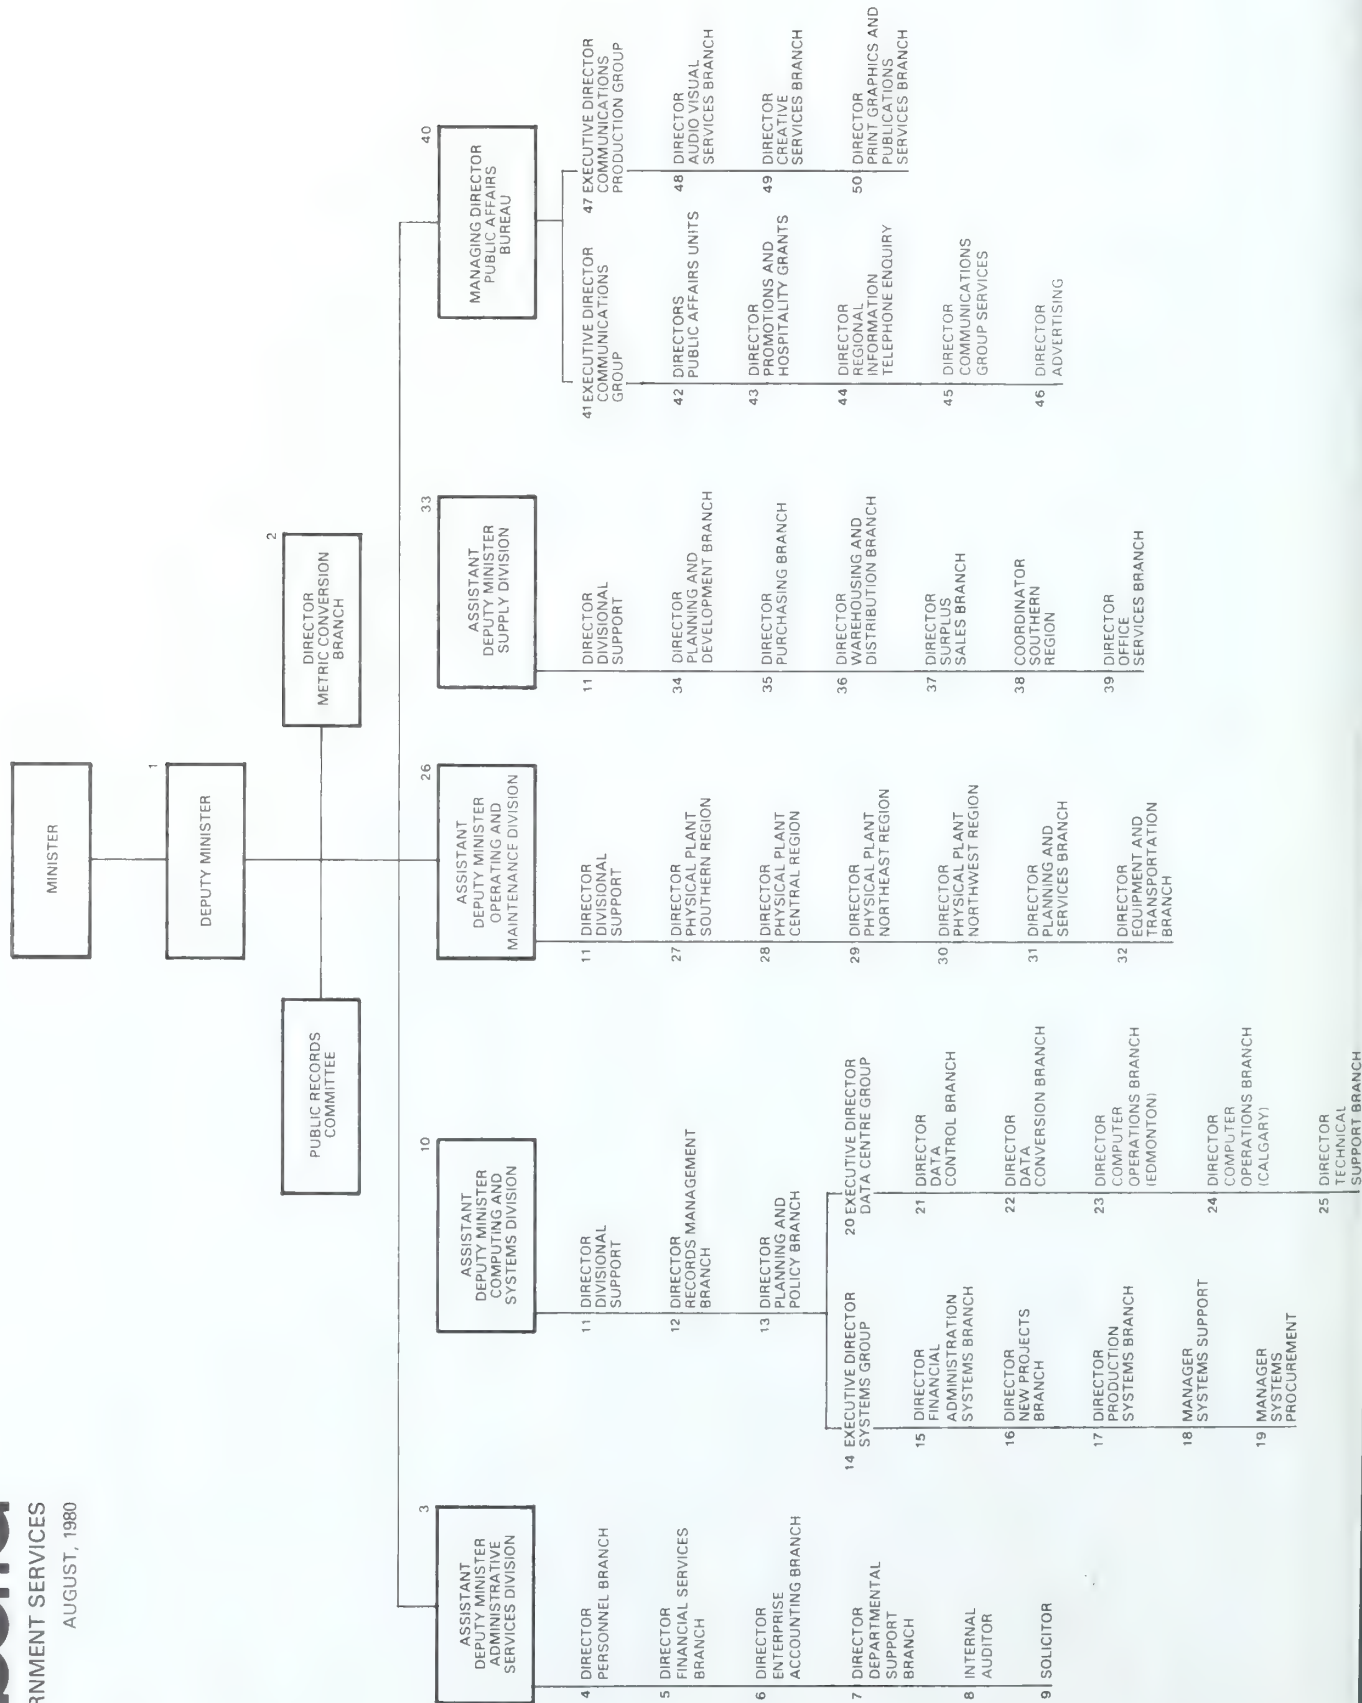 RNMENT SERVICES
AUGUST, 1980
MINISTER
1
DEPUTY MINISTER
PUBLIC RECORDS
COMMITTEE
2
DIRECTOR
METRIC CONVERSION
BRANCH
3
ASSISTANT
DEPUTY MINISTER
ADMINISTRATIVE
SERVICES DIVISION
4 DIRECTOR
PERSONNEL BRANCH
5 DIRECTOR
FINANCIAL SERVICES
BRANCH
6 DIRECTOR
ENTERPRISE
ACCOUNTING BRANCH
7 DIRECTOR
DEPARTMENTAL
SUPPORT
BRANCH
8 INTERNAL
AUDITOR
9 SOLICITOR
10
ASSISTANT
DEPUTY MINISTER
COMPUTING AND
SYSTEMS DIVISION
11 DIRECTOR
DIVISIONAL
SUPPORT
12 DIRECTOR
RECORDS MANAGEMENT
BRANCH
13 DIRECTOR
PLANNING AND
POLICY BRANCH
14 EXECUTIVE DIRECTOR
SYSTEMS GROUP
15 DIRECTOR
FINANCIAL
ADMINISTRATION
SYSTEMS BRANCH
16 DIRECTOR
NEW PROJECTS
BRANCH
17 DIRECTOR
PRODUCTION
SYSTEMS BRANCH
18 MANAGER
SYSTEMS SUPPORT
19 MANAGER
SYSTEMS
PROCUREMENT
20 EXECUTIVE DIRECTOR
DATA CENTRE GROUP
21 DIRECTOR
DATA
CONTROL BRANCH
22 DIRECTOR
DATA
CONVERSION BRANCH
23 DIRECTOR
COMPUTER
OPERATIONS BRANCH
(EDMONTON)
24 DIRECTOR
COMPUTER
OPERATIONS BRANCH
(CALGARY)
25 DIRECTOR
TECHNICAL
SUPPORT BRANCH
26
ASSISTANT
DEPUTY MINISTER
OPERATING AND
MAINTENANCE DIVISION
11 DIRECTOR
DIVISIONAL
SUPPORT
27 DIRECTOR
PHYSICAL PLANT
SOUTHERN REGION
28 DIRECTOR
PHYSICAL PLANT
CENTRAL REGION
29 DIRECTOR
PHYSICAL PLANT
NORTHEAST REGION
30 DIRECTOR
PHYSICAL PLANT
NORTHWEST REGION
31 DIRECTOR
PLANNING AND
SERVICES BRANCH
32 DIRECTOR
EQUIPMENT AND
TRANSPORTATION
BRANCH
33
ASSISTANT
DEPUTY MINISTER
SUPPLY DIVISION
11 DIRECTOR
DIVISIONAL
SUPPORT
34 DIRECTOR
PLANNING AND
DEVELOPMENT BRANCH
35 DIRECTOR
PURCHASING BRANCH
36 DIRECTOR
WAREHOUSING AND
DISTRIBUTION BRANCH
37 DIRECTOR
SURPLUS
SALES BRANCH
38 COORDINATOR
SOUTHERN
REGION
39 DIRECTOR
OFFICE
SERVICES BRANCH
40
MANAGING DIRECTOR
PUBLIC AFFAIRS
BUREAU
41 EXECUTIVE DIRECTOR
COMMUNICATIONS
GROUP
42 DIRECTORS
PUBLIC AFFAIRS UNITS
43 DIRECTOR
PROMOTIONS AND
HOSPITALITY GRANTS
44 DIRECTOR
REGIONAL
INFORMATION
TELEPHONE ENQUIRY
45 DIRECTOR
COMMUNICATIONS
GROUP SERVICES
46 DIRECTOR
ADVERTISING
47 EXECUTIVE DIRECTOR
COMMUNICATIONS
PRODUCTION GROUP
48 DIRECTOR
AUDIO VISUAL
SERVICES BRANCH
49 DIRECTOR
CREATIVE
SERVICES BRANCH
50 DIRECTOR
PRINT GRAPHICS AND
PUBLICATIONS
SERVICES BRANCH